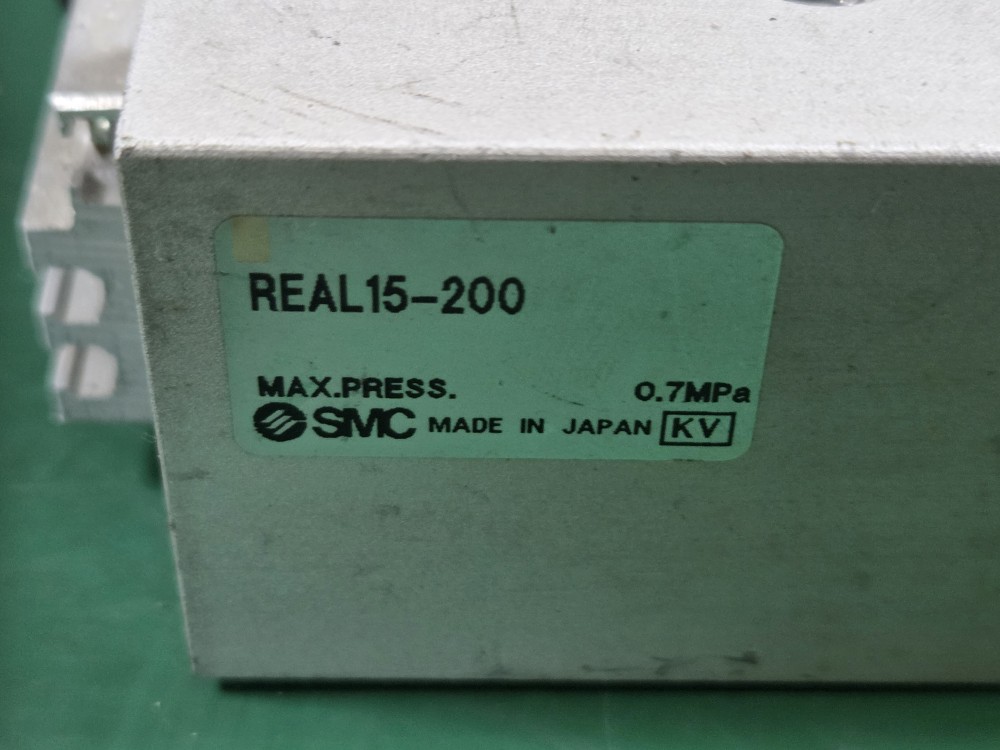 REAL15-200
MAX.PRESS. 0.7MPa
SMC MADE IN JAPAN KV